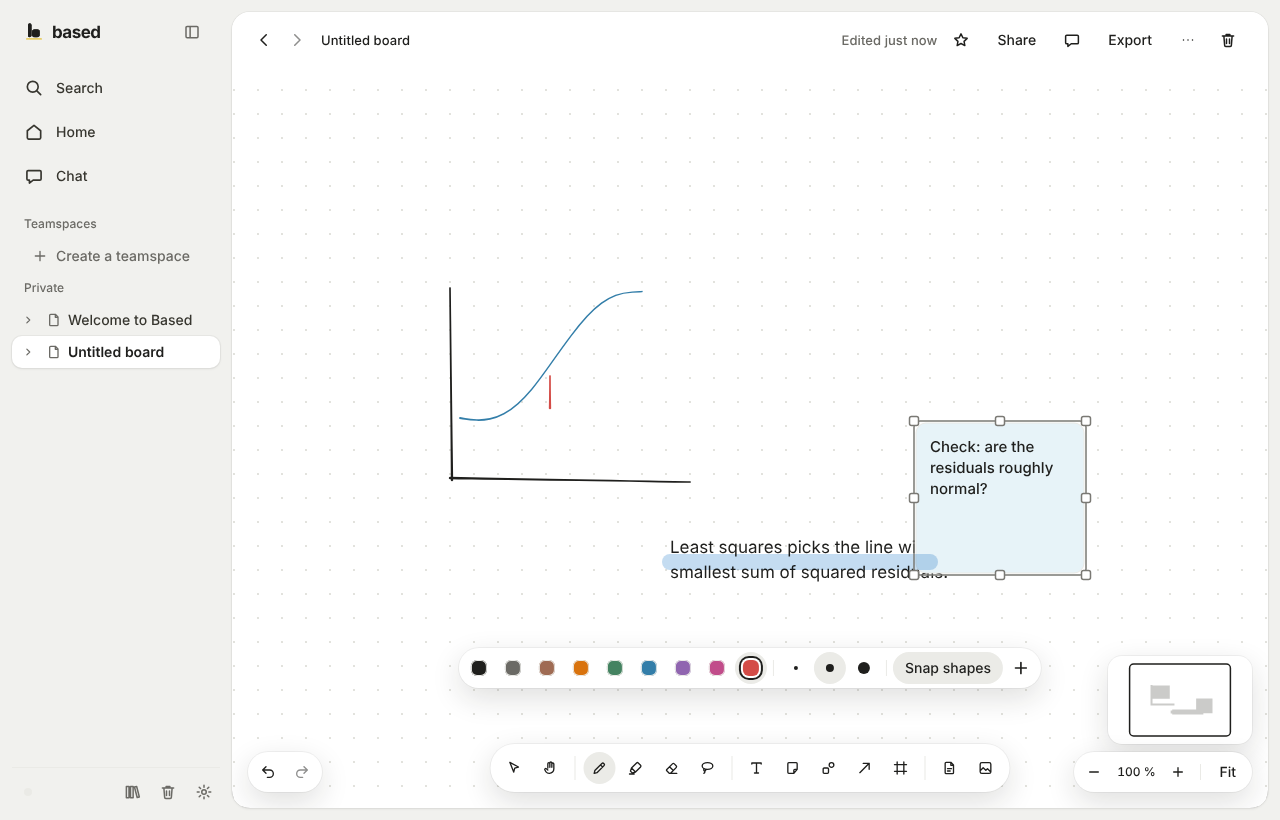 based
Untitled board
Edited just now
Share
Export
Search
Home
Chat
Teamspaces
Create a teamspace
Private
Welcome to Based
Untitled board
Check: are the
residuals roughly
normal?
Least squares picks the line wi
smallest sum of squared residuals.
Snap shapes
100 %
Fit